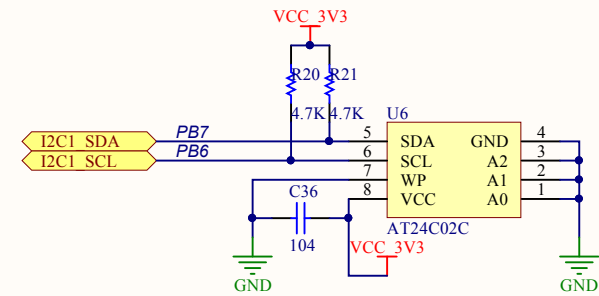 VCC_3V3
R20 R21
4.7K 4.7K
U6
I2C1_SDA PB7 5 SDA GND 4
I2C1_SCL PB6 6 SCL A2 3
7 WP A1 2
8 VCC A0 1
C36
104
AT24C02C
VCC_3V3
GND GND